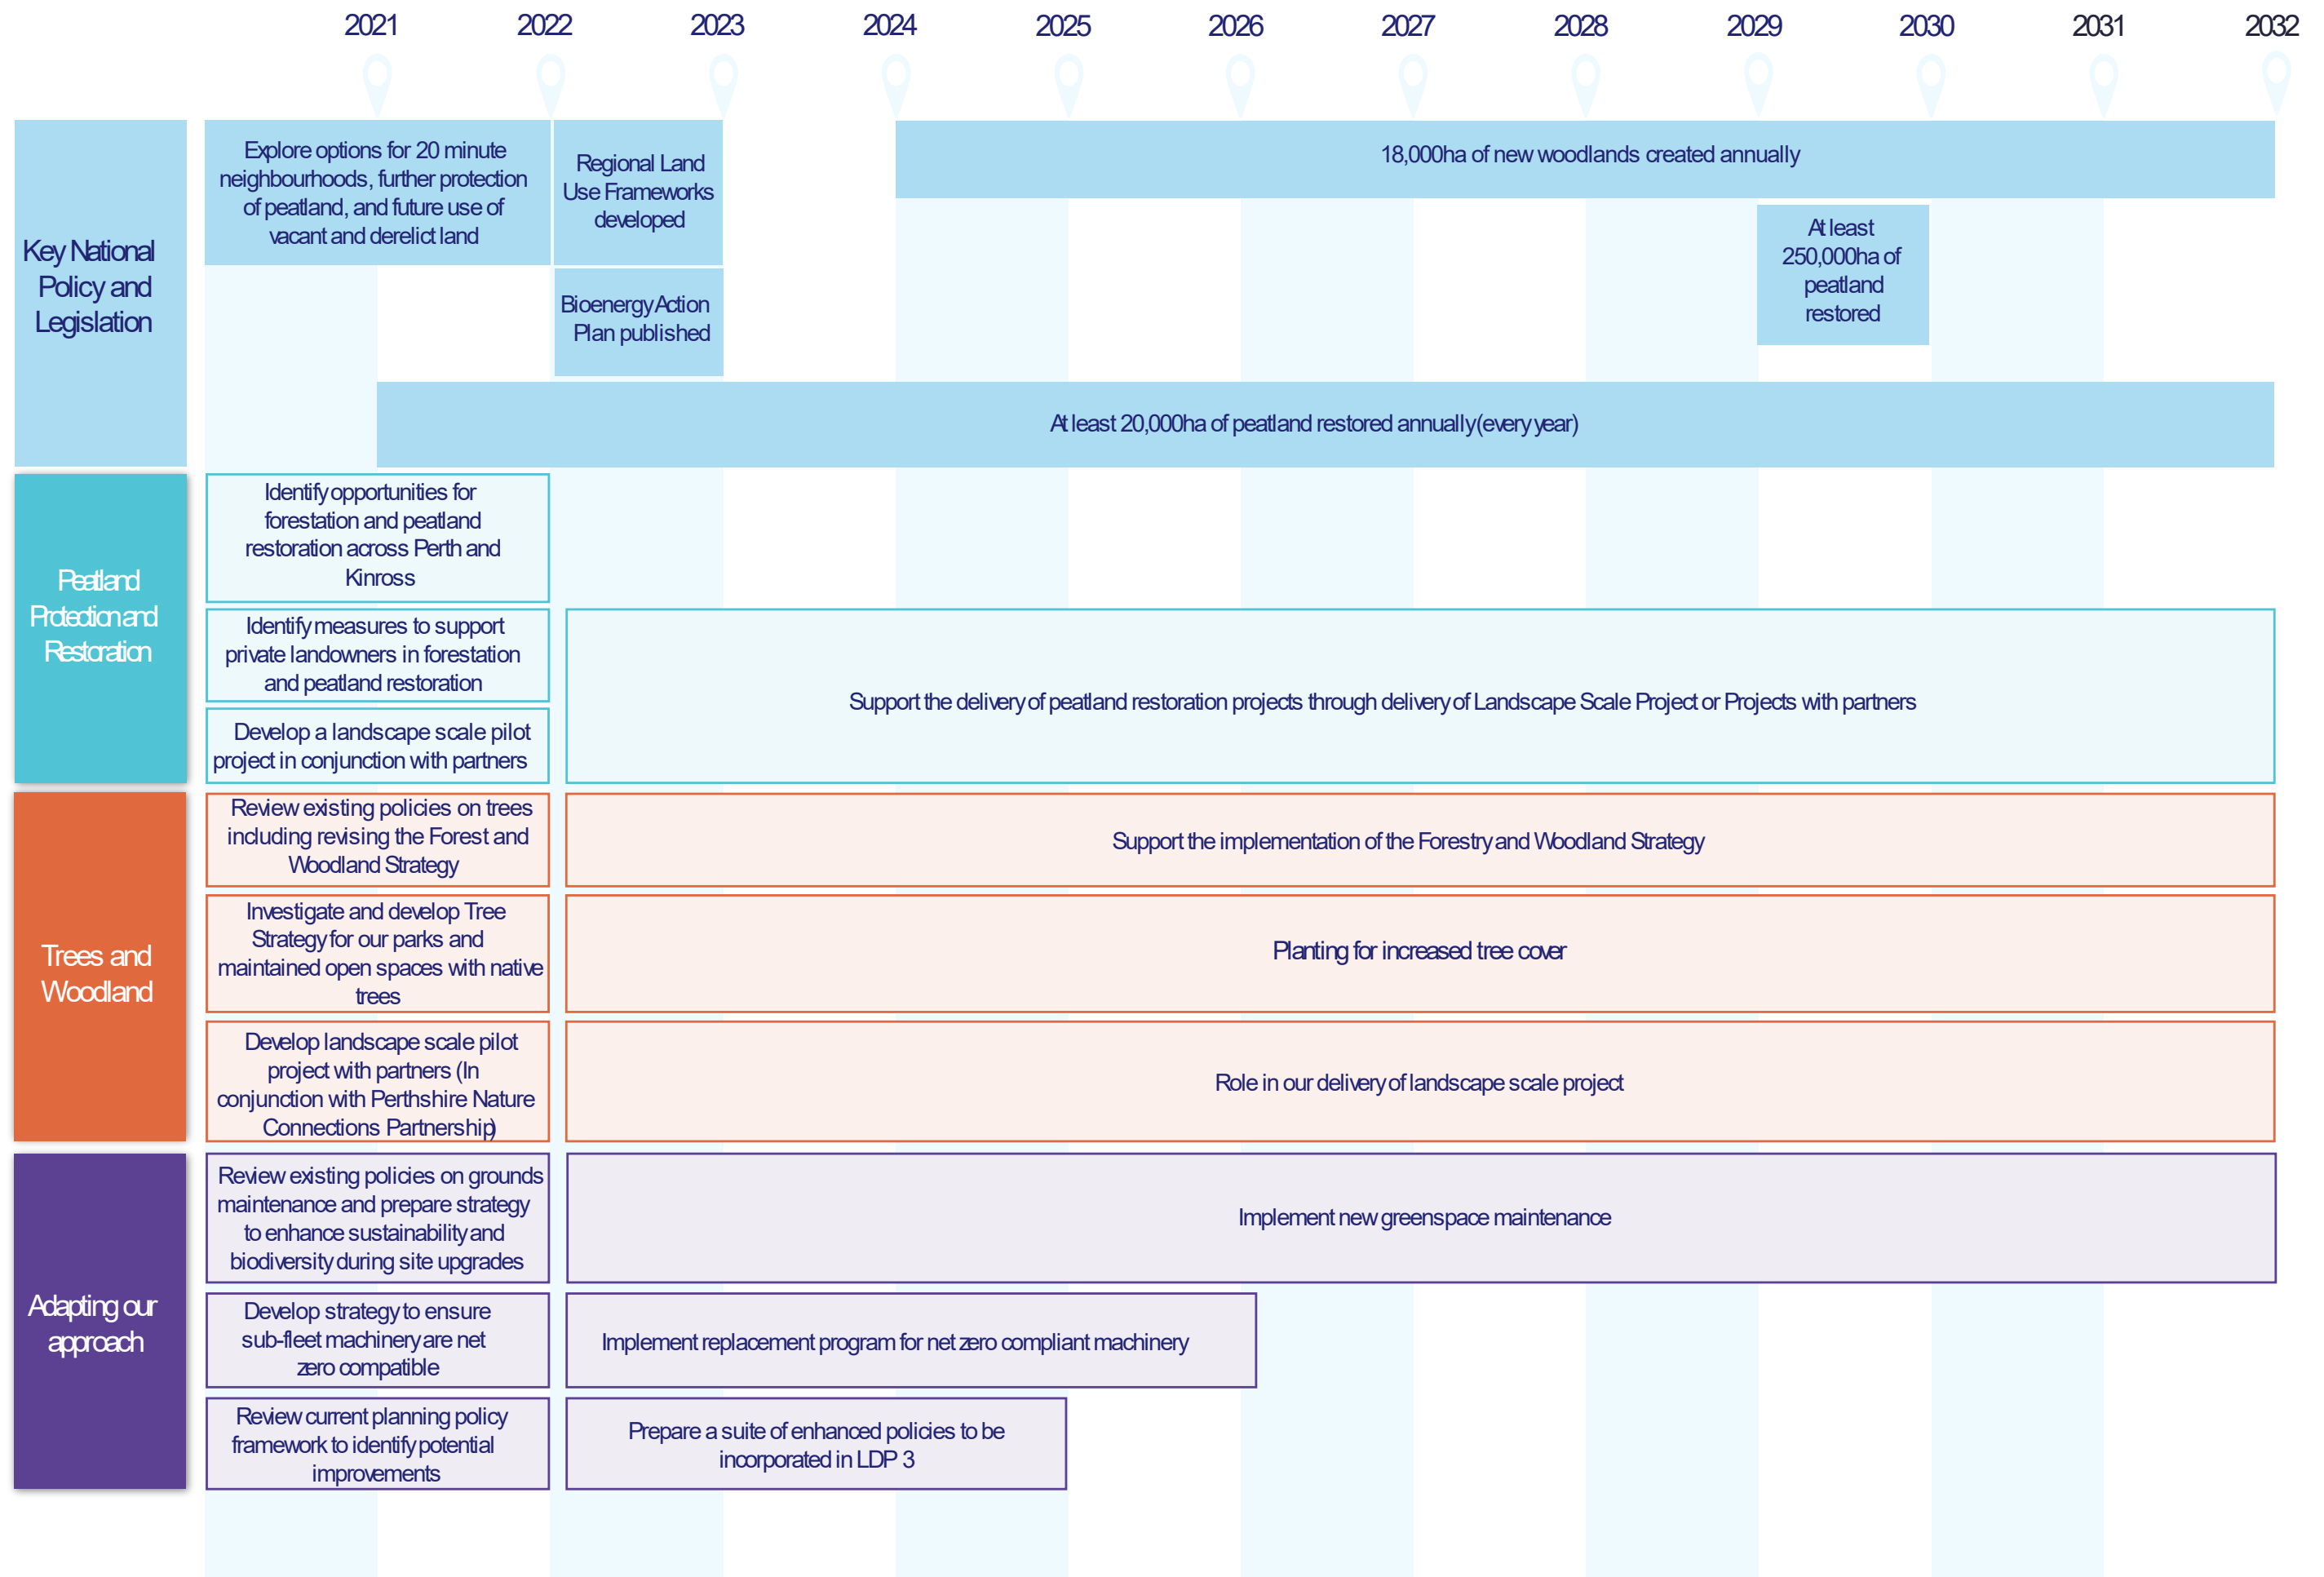 2021 2022 2023 2024 2025 2026 2027 2028 2029 2030 2031 2032
Key National
Policy and
Legislation
Explore options for 20 minute
neighbourhoods, further protection
of peatland, and future use of
vacant and derelict land
Regional Land
Use Frameworks
developed
Bioenergy Action
Plan published
18,000ha of new woodlands created annually
At least
250,000ha of
peatland
restored
At least 20,000ha of peatland restored annually (every year)
Peatland
Protection and
Restoration
Identify opportunities for
forestation and peatland
restoration across Perth and
Kinross
Identify measures to support
private landowners in forestation
and peatland restoration
Develop a landscape scale pilot
project in conjunction with partners
Support the delivery of peatland restoration projects through delivery of Landscape Scale Project or Projects with partners
Trees and
Woodland
Review existing policies on trees
including revising the Forest and
Woodland Strategy
Support the implementation of the Forestry and Woodland Strategy
Investigate and develop Tree
Strategy for our parks and
maintained open spaces with native
trees
Planting for increased tree cover
Develop landscape scale pilot
project with partners (In
conjunction with Perthshire Nature
Connections Partnership)
Role in our delivery of landscape scale project
Adapting our
approach
Review existing policies on grounds
maintenance and prepare strategy
to enhance sustainability and
biodiversity during site upgrades
Implement new greenspace maintenance
Develop strategy to ensure
sub-fleet machinery are net
zero compatible
Implement replacement program for net zero compliant machinery
Review current planning policy
framework to identify potential
improvements
Prepare a suite of enhanced policies to be
incorporated in LDP 3